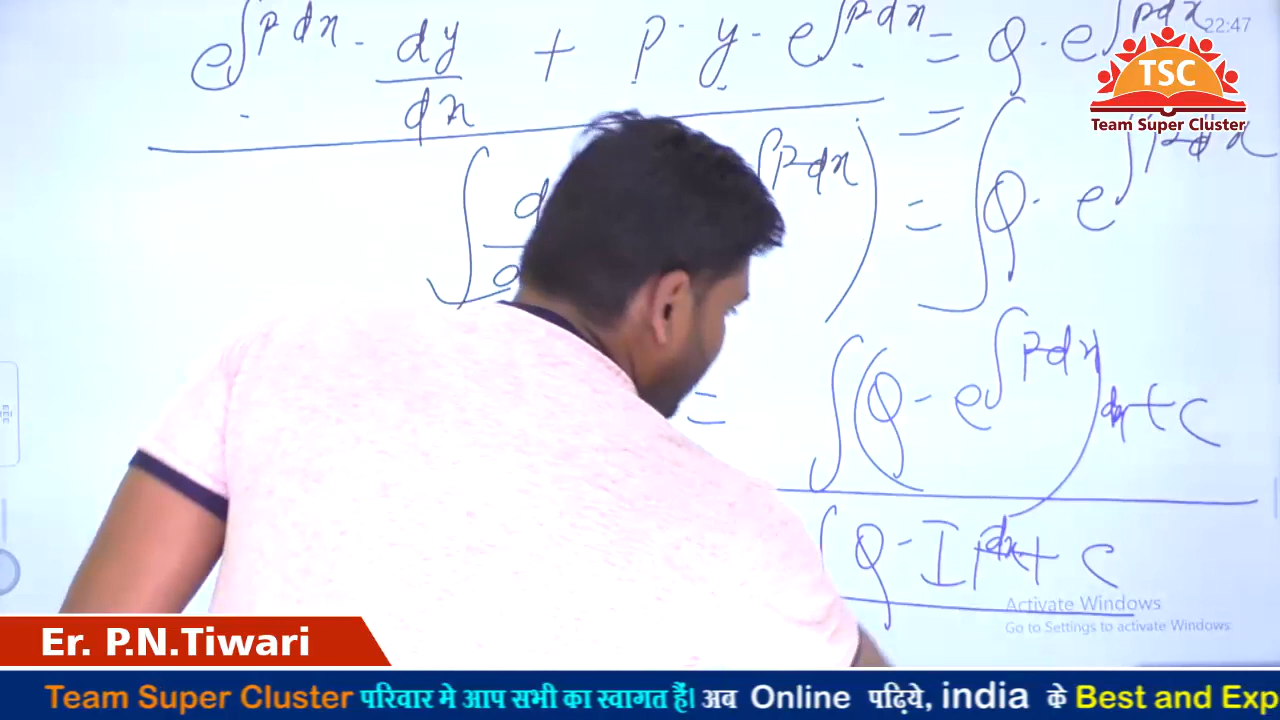 e^∫P dx · dy/dx + P · y · e^∫P dx = Q · e^∫P dx
22:47
TSC
Team Super Cluster
∫ d ∫P dx ) = ∫ Q · e^∫P dx
= ∫(Q · e^∫P dx) dx + C
∫ Q · I dx + C
Activate Windows
Go to Settings to activate Windows
Er. P.N.Tiwari
Team Super Cluster परिवार मे आप सभी का स्वागत हैं। अब Online पढ़िये, india के Best and Exp